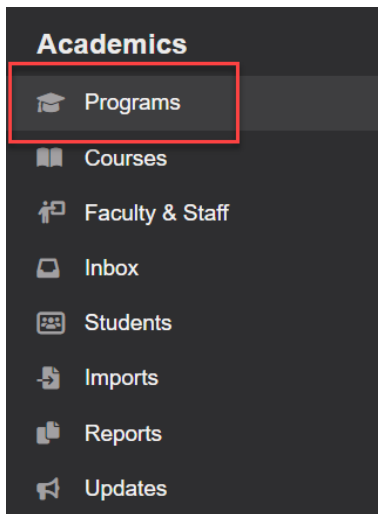 Academics
Programs
Courses
Faculty & Staff
Inbox
Students
Imports
Reports
Updates